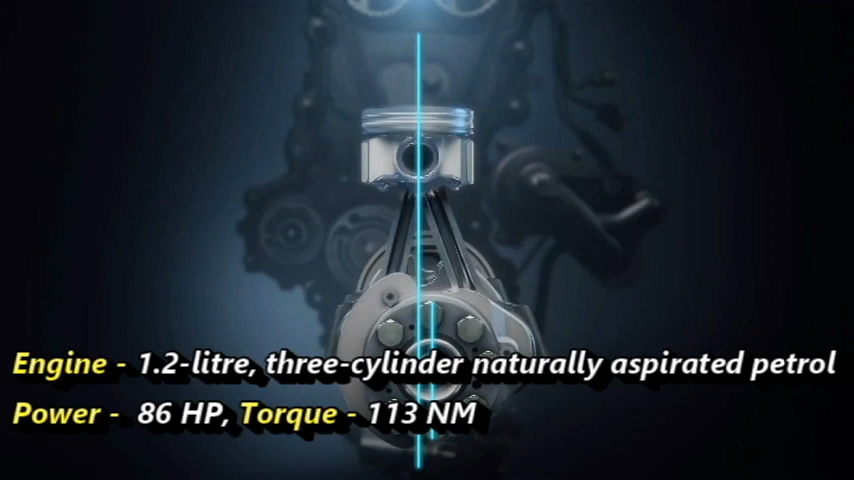 Engine - 1.2-litre, three-cylinder naturally aspirated petrol
Power - 86 HP, Torque - 113 NM